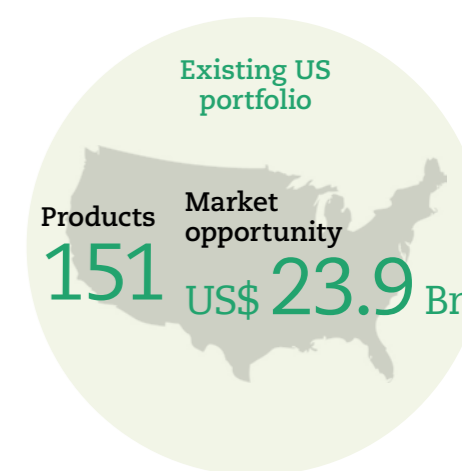 Existing US
portfolio
Products
151
Market
opportunity
US$ 23.9 Bn